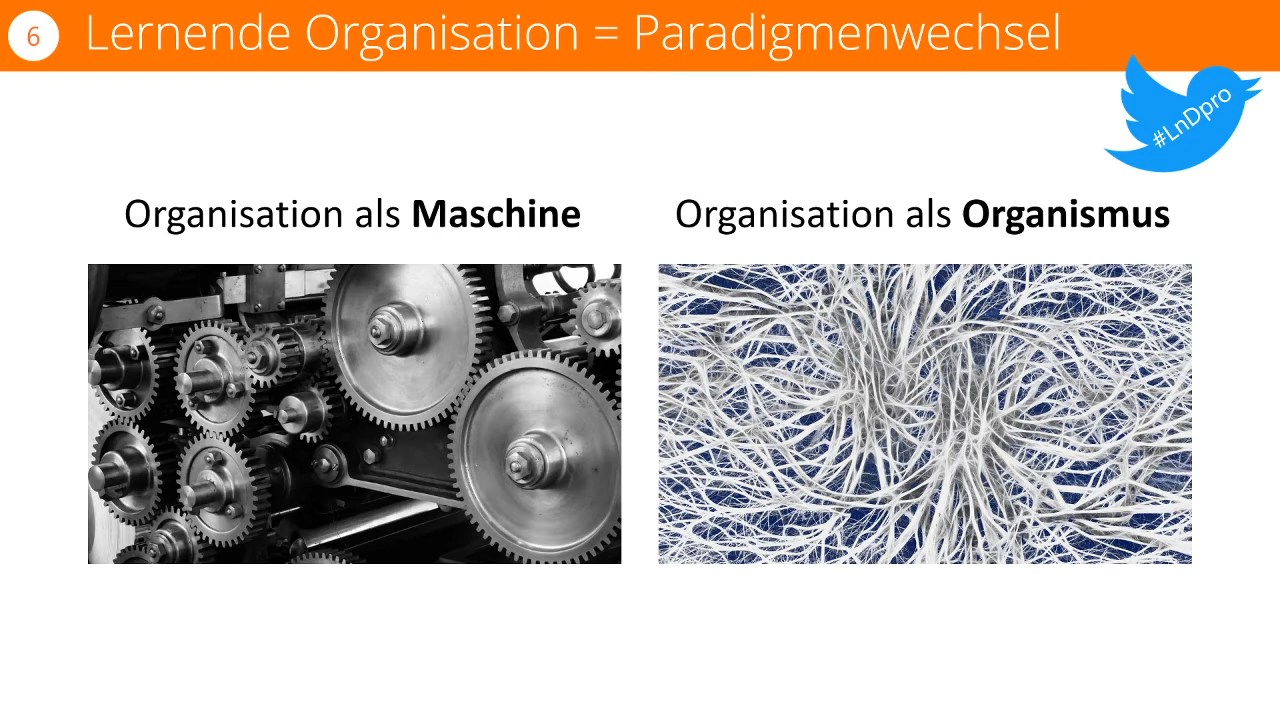 6
Lernende Organisation = Paradigmenwechsel
#LnDpro
Organisation als Maschine
Organisation als Organismus